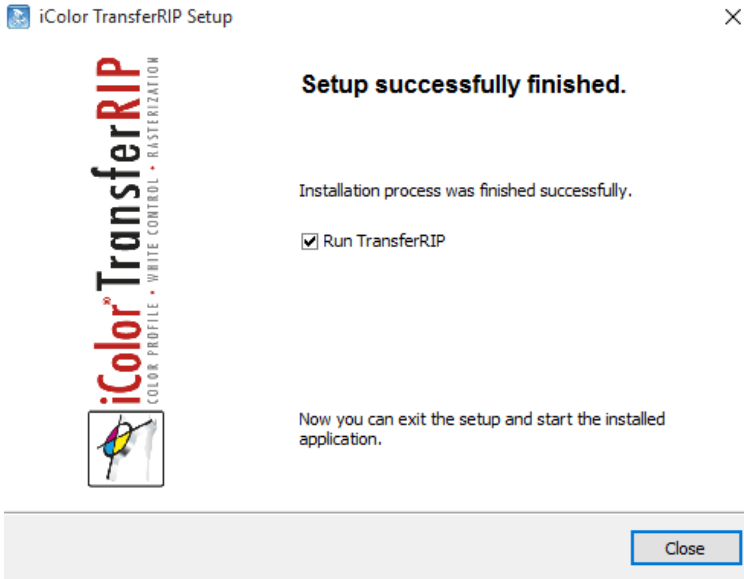 iColor TransferRIP Setup
iColor® TransferRIP
COLOR PROFILE • WHITE CONTROL • RASTERIZATION
Setup successfully finished.
Installation process was finished successfully.
Run TransferRIP
Now you can exit the setup and start the installed
application.
Close